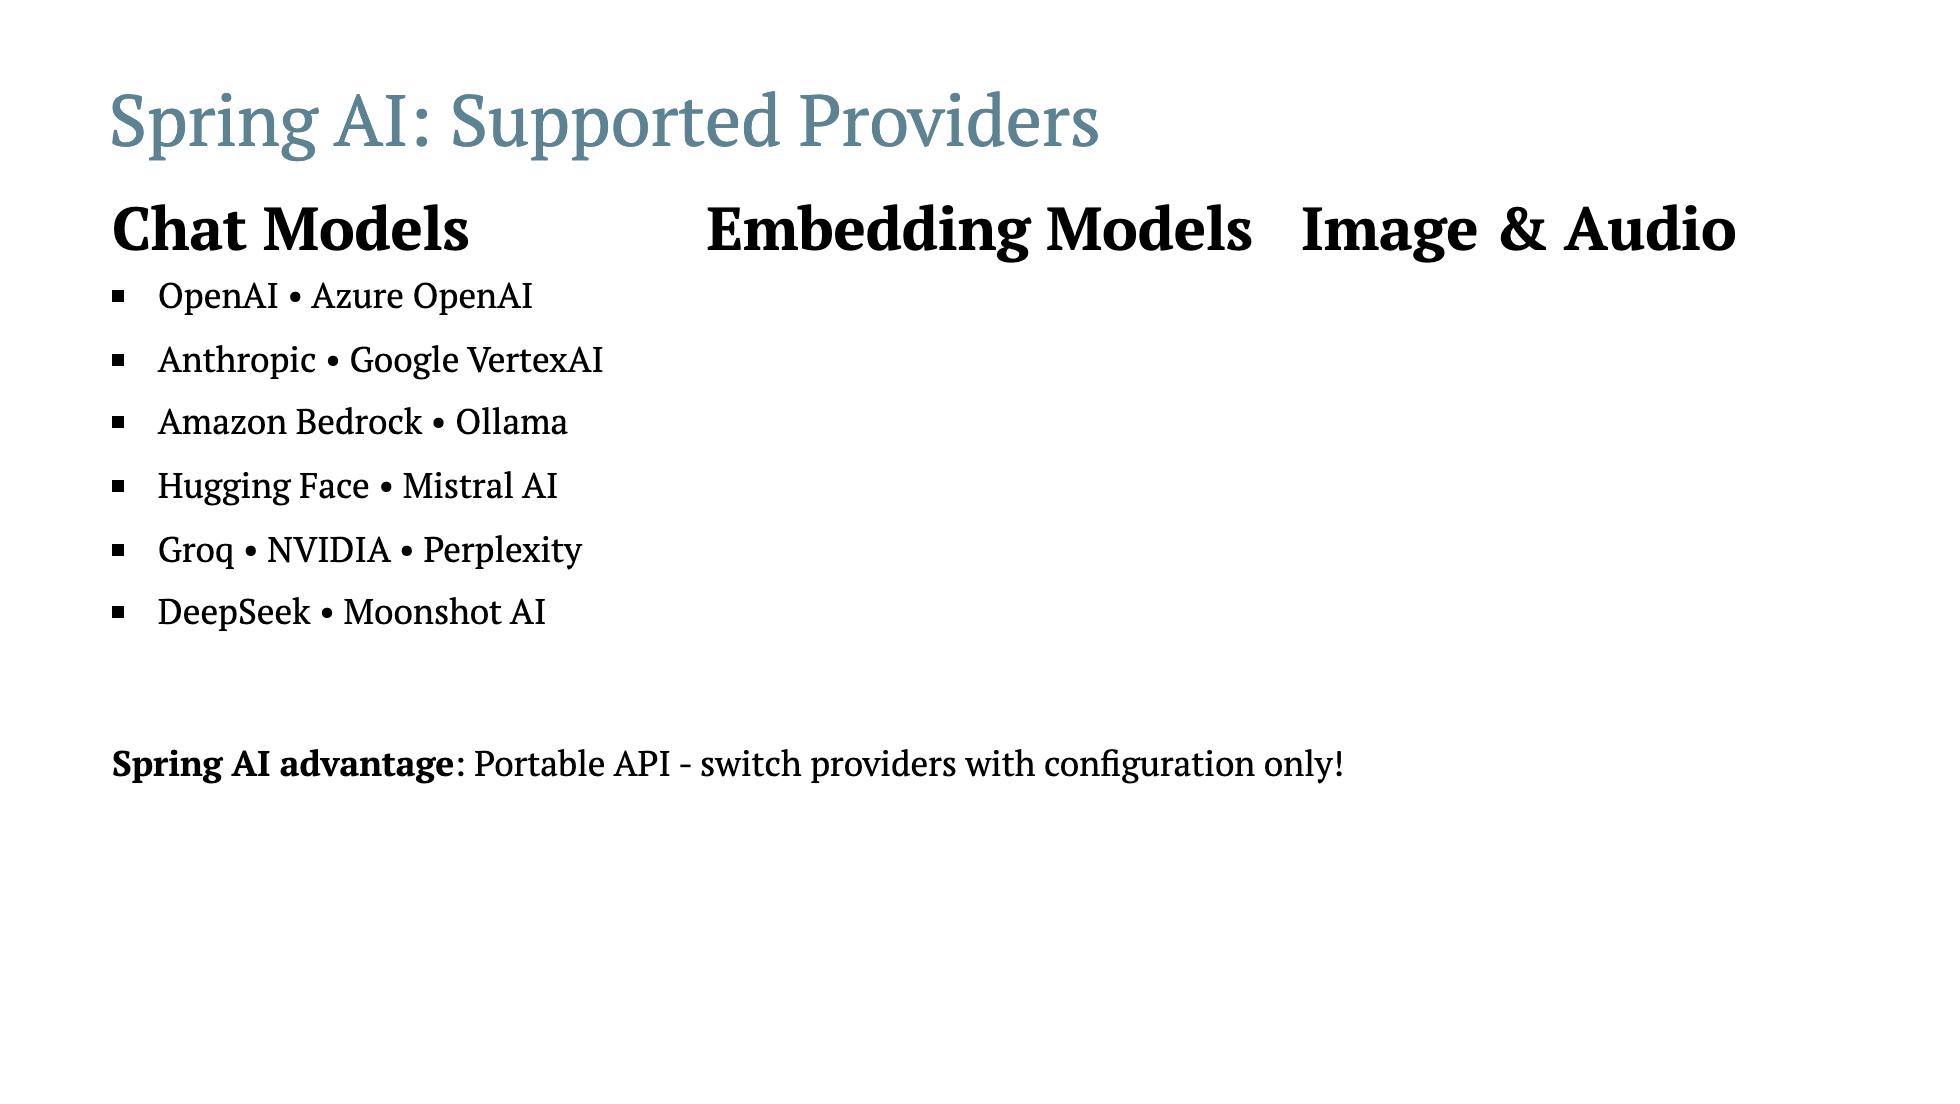 Spring AI: Supported Providers
Chat Models
Embedding Models
Image & Audio
▪ OpenAI • Azure OpenAI
▪ Anthropic • Google VertexAI
▪ Amazon Bedrock • Ollama
▪ Hugging Face • Mistral AI
▪ Groq • NVIDIA • Perplexity
▪ DeepSeek • Moonshot AI
Spring AI advantage: Portable API - switch providers with configuration only!